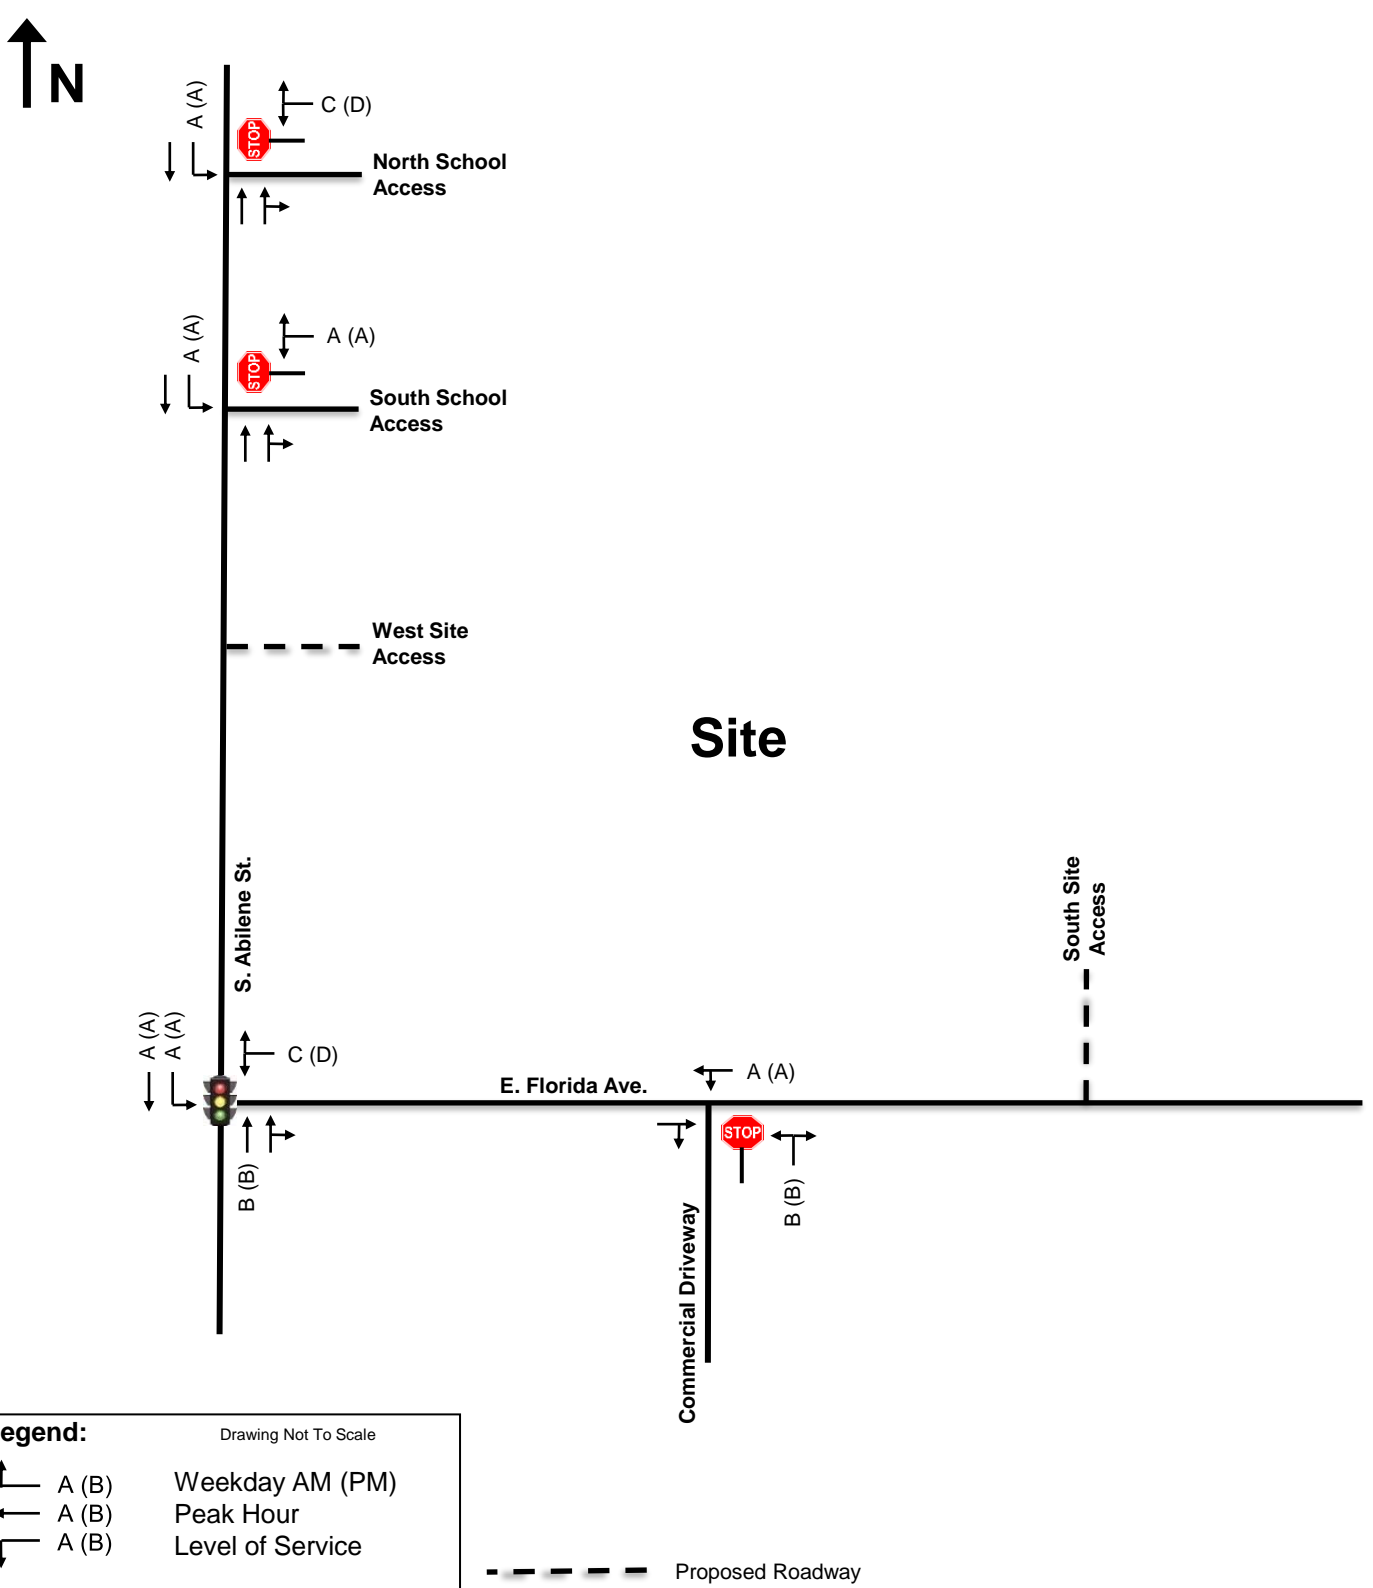 N
A (A)
C (D)
STOP
North School
Access
A (A)
A (A)
STOP
South School
Access
West Site
Access
Site
S. Abilene St.
South Site
Access
A (A)
A (A)
C (D)
E. Florida Ave.
A (A)
STOP
B (B)
B (B)
Commercial Driveway
egend:
Drawing Not To Scale
A (B)
Weekday AM (PM)
A (B)
Peak Hour
A (B)
Level of Service
Proposed Roadway